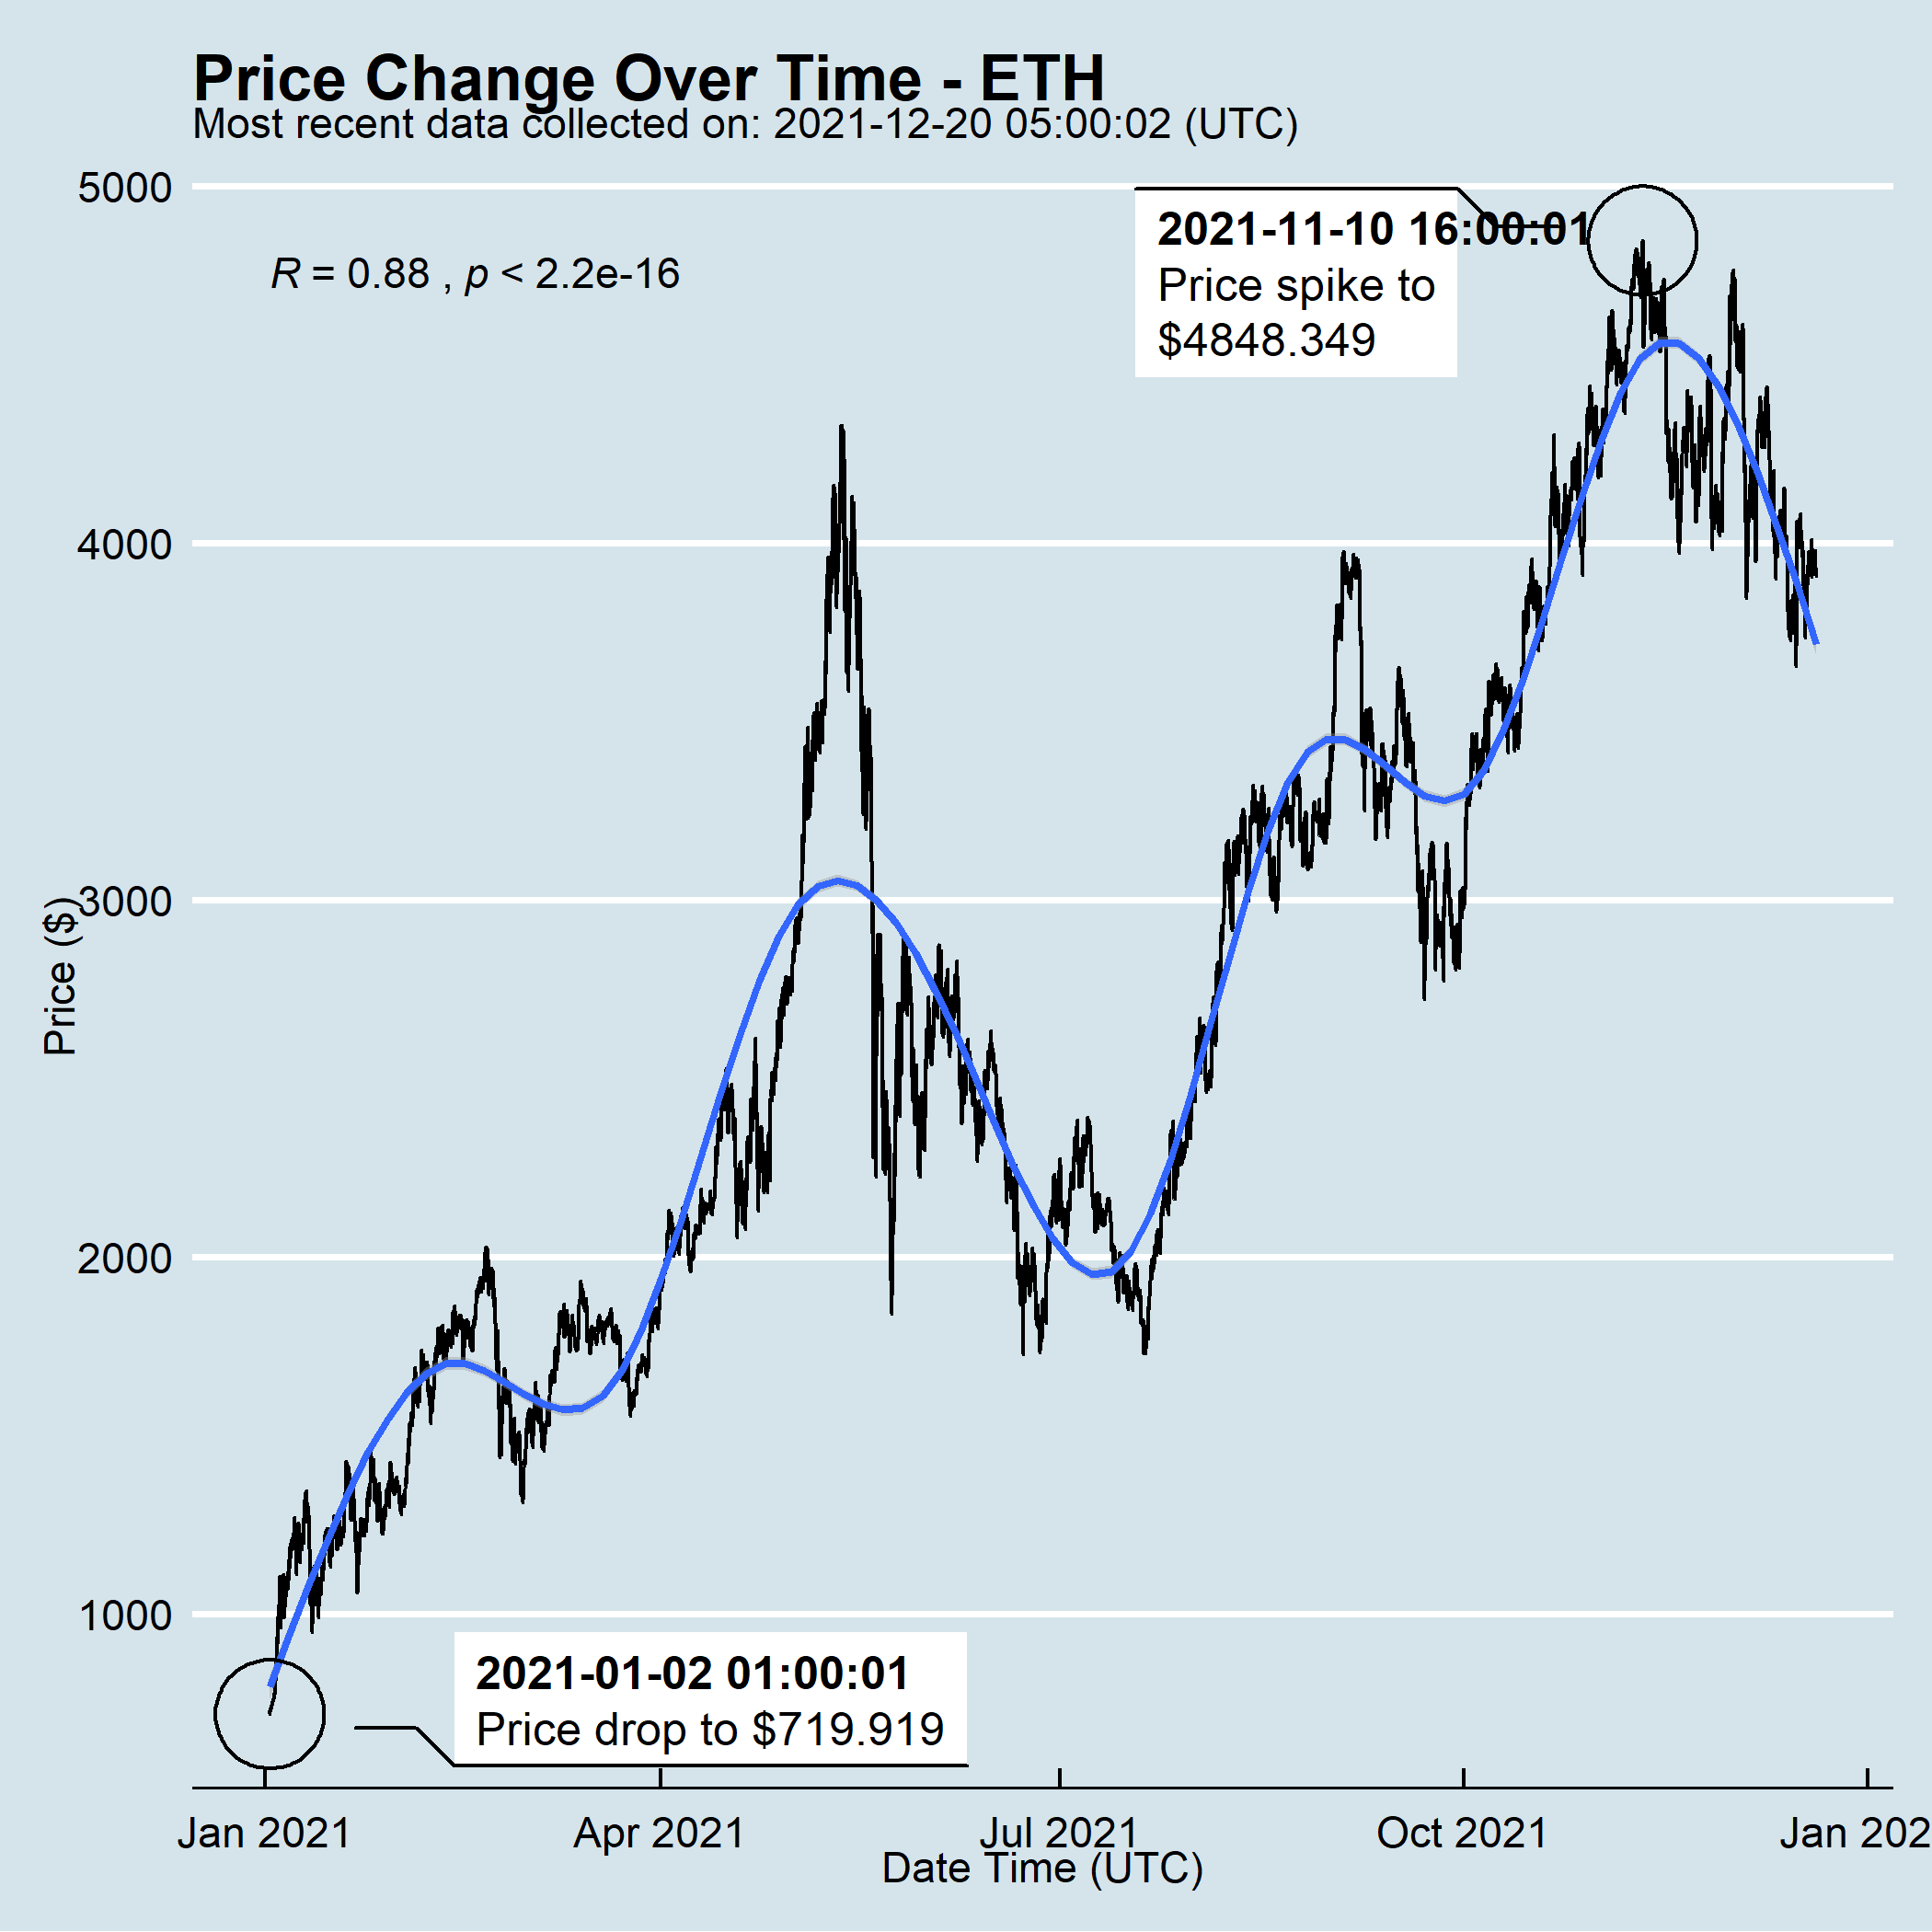 Price Change Over Time - ETH
Most recent data collected on: 2021-12-20 05:00:02 (UTC)
5000
2021-11-10 16:00:01
Price spike to
$4848.349
R = 0.88 , p < 2.2e-16
4000
3000
Price ($)
2000
1000
2021-01-02 01:00:01
Price drop to $719.919
Jan 2021
Apr 2021
Jul 2021
Oct 2021
Jan 202
Date Time (UTC)